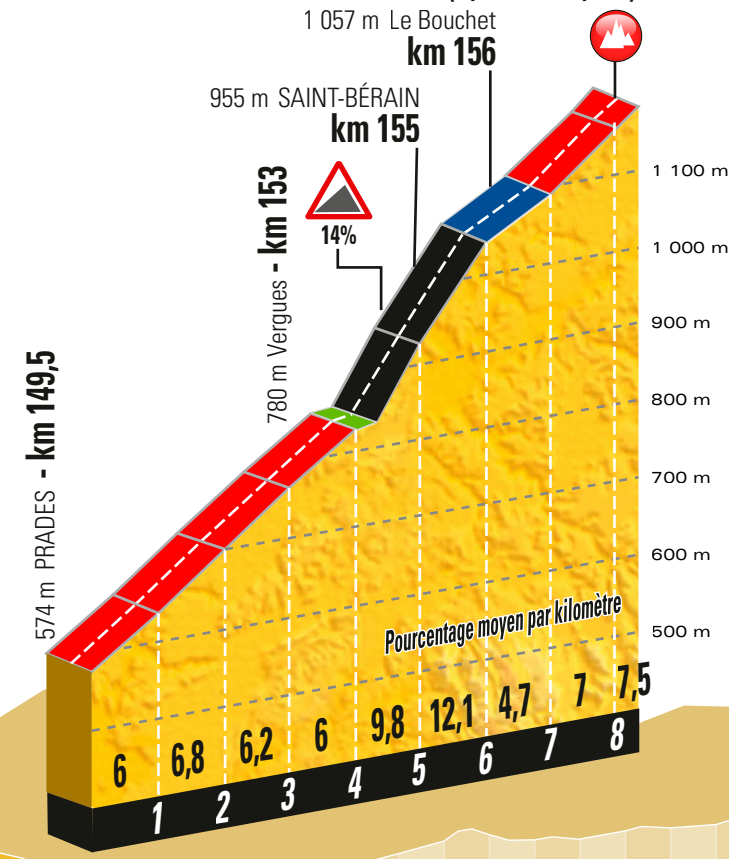 1 057 m Le Bouchet
km 156
955 m SAINT-BÉRAIN
km 155
14%
780 m Vergues - km 153
574 m PRADES - km 149,5
1 100 m
1 000 m
900 m
800 m
700 m
600 m
500 m
Pourcentage moyen par kilomètre
6 6,8 6,2 6 9,8 12,1 4,7 7 7,5
1 2 3 4 5 6 7 8